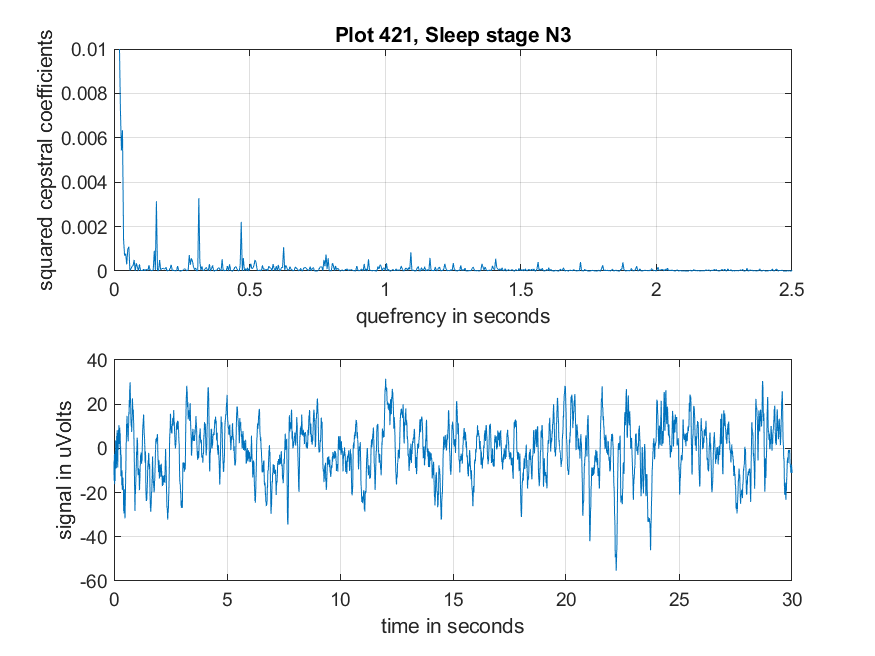 Plot 421, Sleep stage N3
squared cepstral coefficients
0.01
0.008
0.006
0.004
0.002
0
0 0.5 1 1.5 2 2.5
quefrency in seconds
signal in uVolts
40
20
0
-20
-40
-60
0 5 10 15 20 25 30
time in seconds